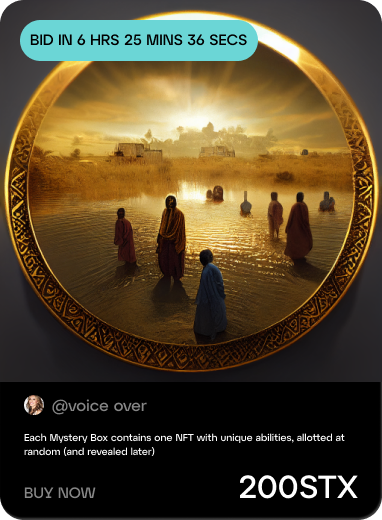 BID IN 6 HRS 25 MINS 36 SECS
@voice over
Each Mystery Box contains one NFT with unique abilities, allotted at
random (and revealed later)
BUY NOW
200STX